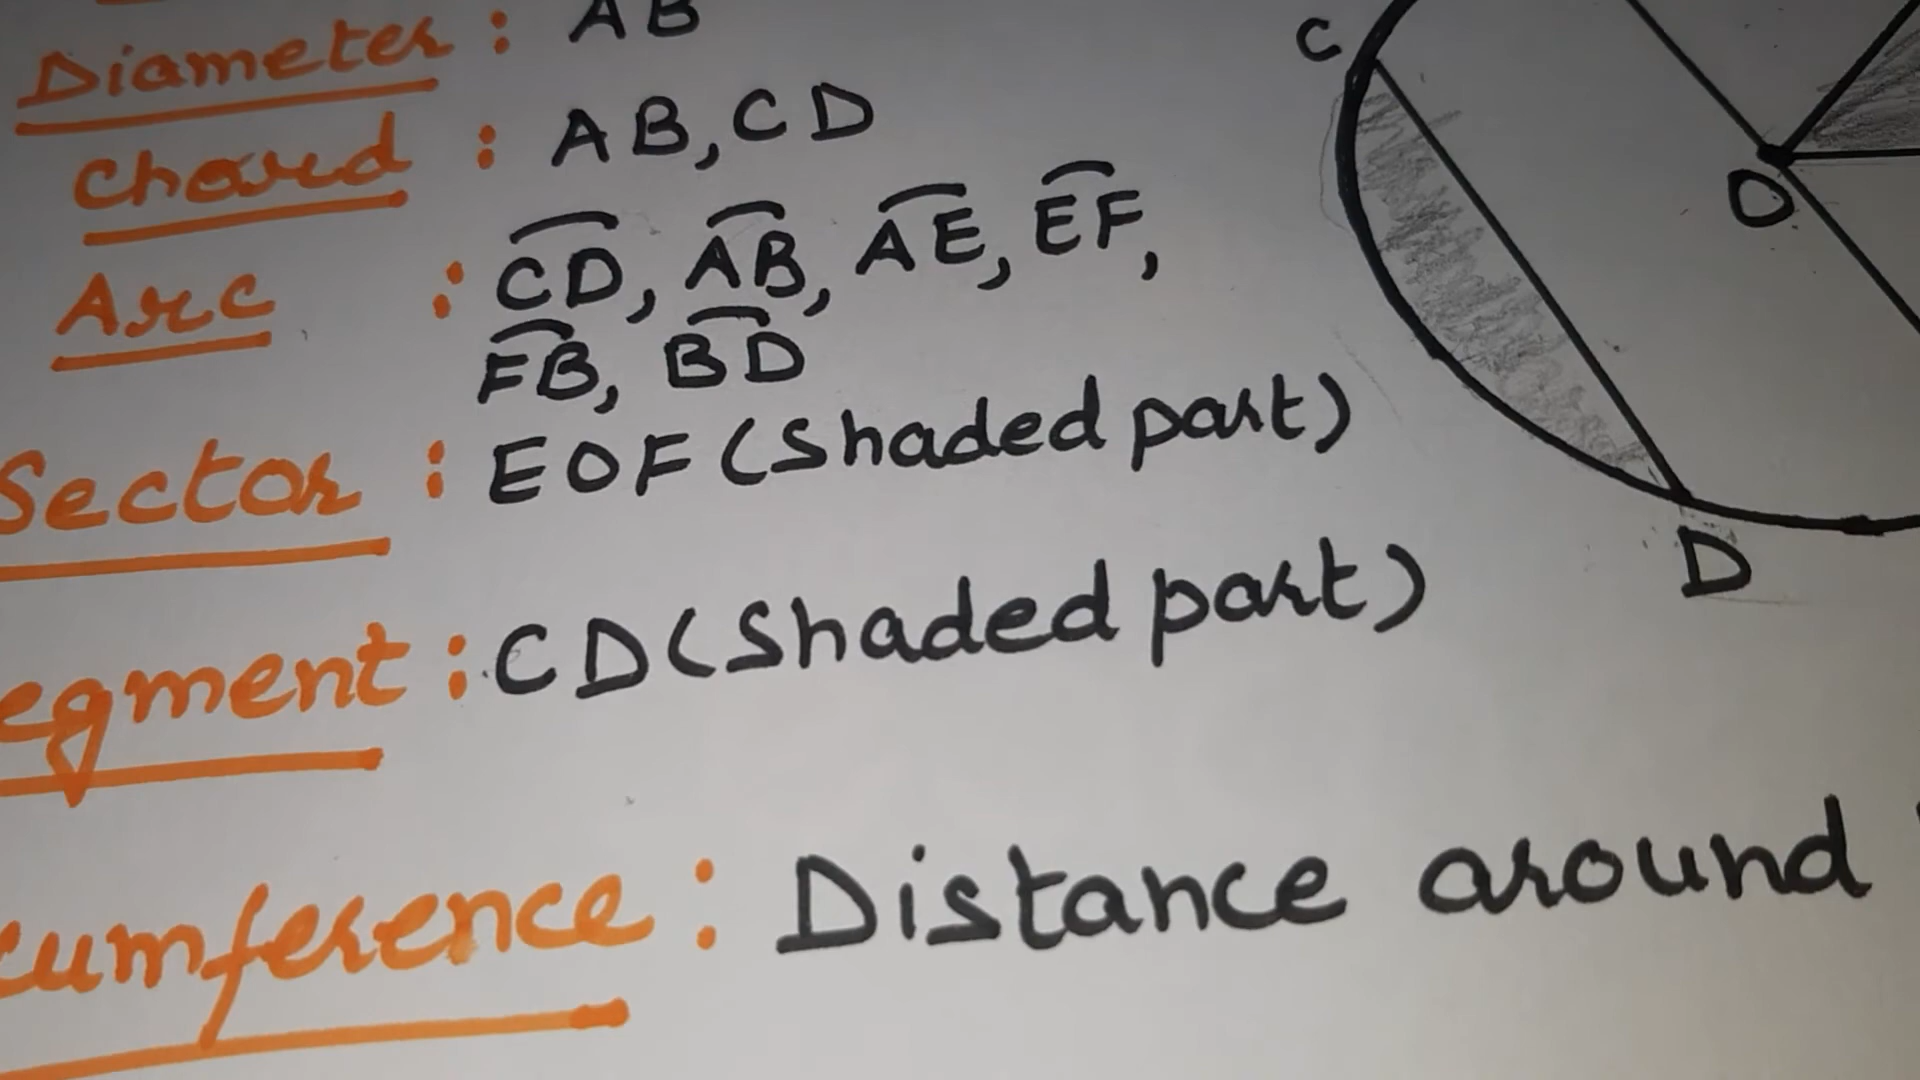 Diameter : AB
Chord : AB, CD
Arc : CD, AB, AE, EF,
FB, BD
Sector : EOF (Shaded part)
egment : CD (Shaded part)
cumference : Distance around
C
O
D